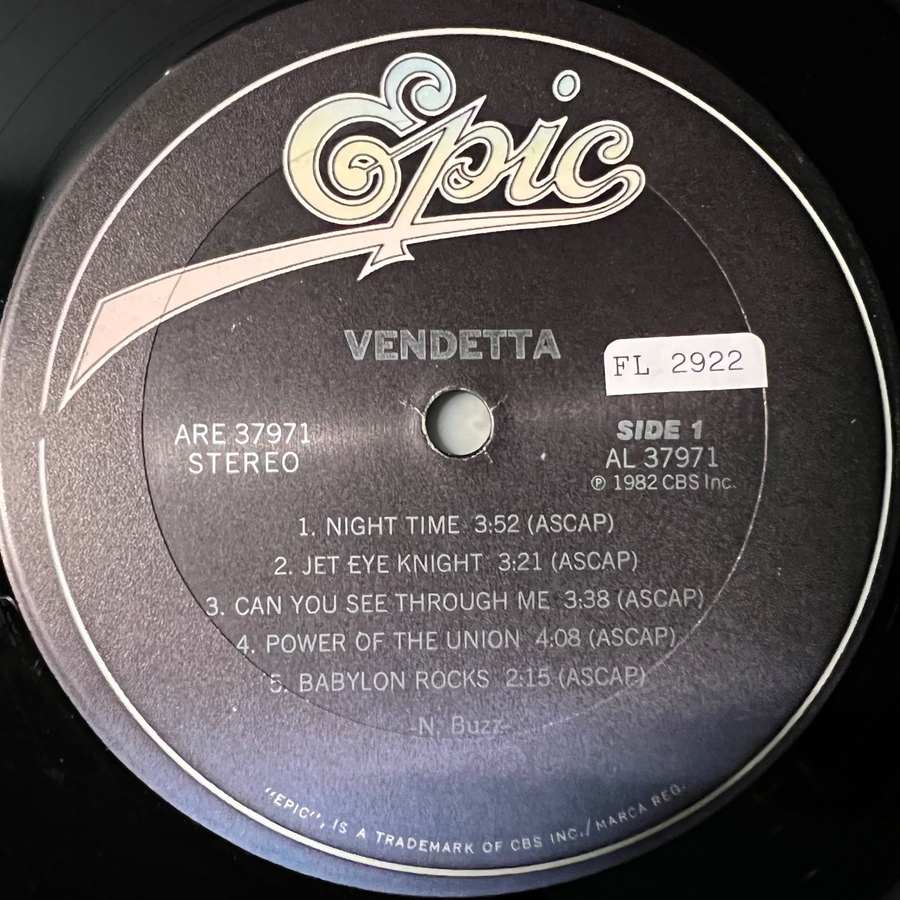 Epic
VENDETTA
FL 2922
ARE 37971
STEREO
SIDE 1
AL 37971
℗ 1982 CBS Inc.
1. NIGHT TIME 3:52 (ASCAP)
2. JET EYE KNIGHT 3:21 (ASCAP)
3. CAN YOU SEE THROUGH ME 3:38 (ASCAP)
4. POWER OF THE UNION 4:08 (ASCAP)
5. BABYLON ROCKS 2:15 (ASCAP)
-N. Buzz-
"EPIC", IS A TRADEMARK OF CBS INC./MARCA REG.